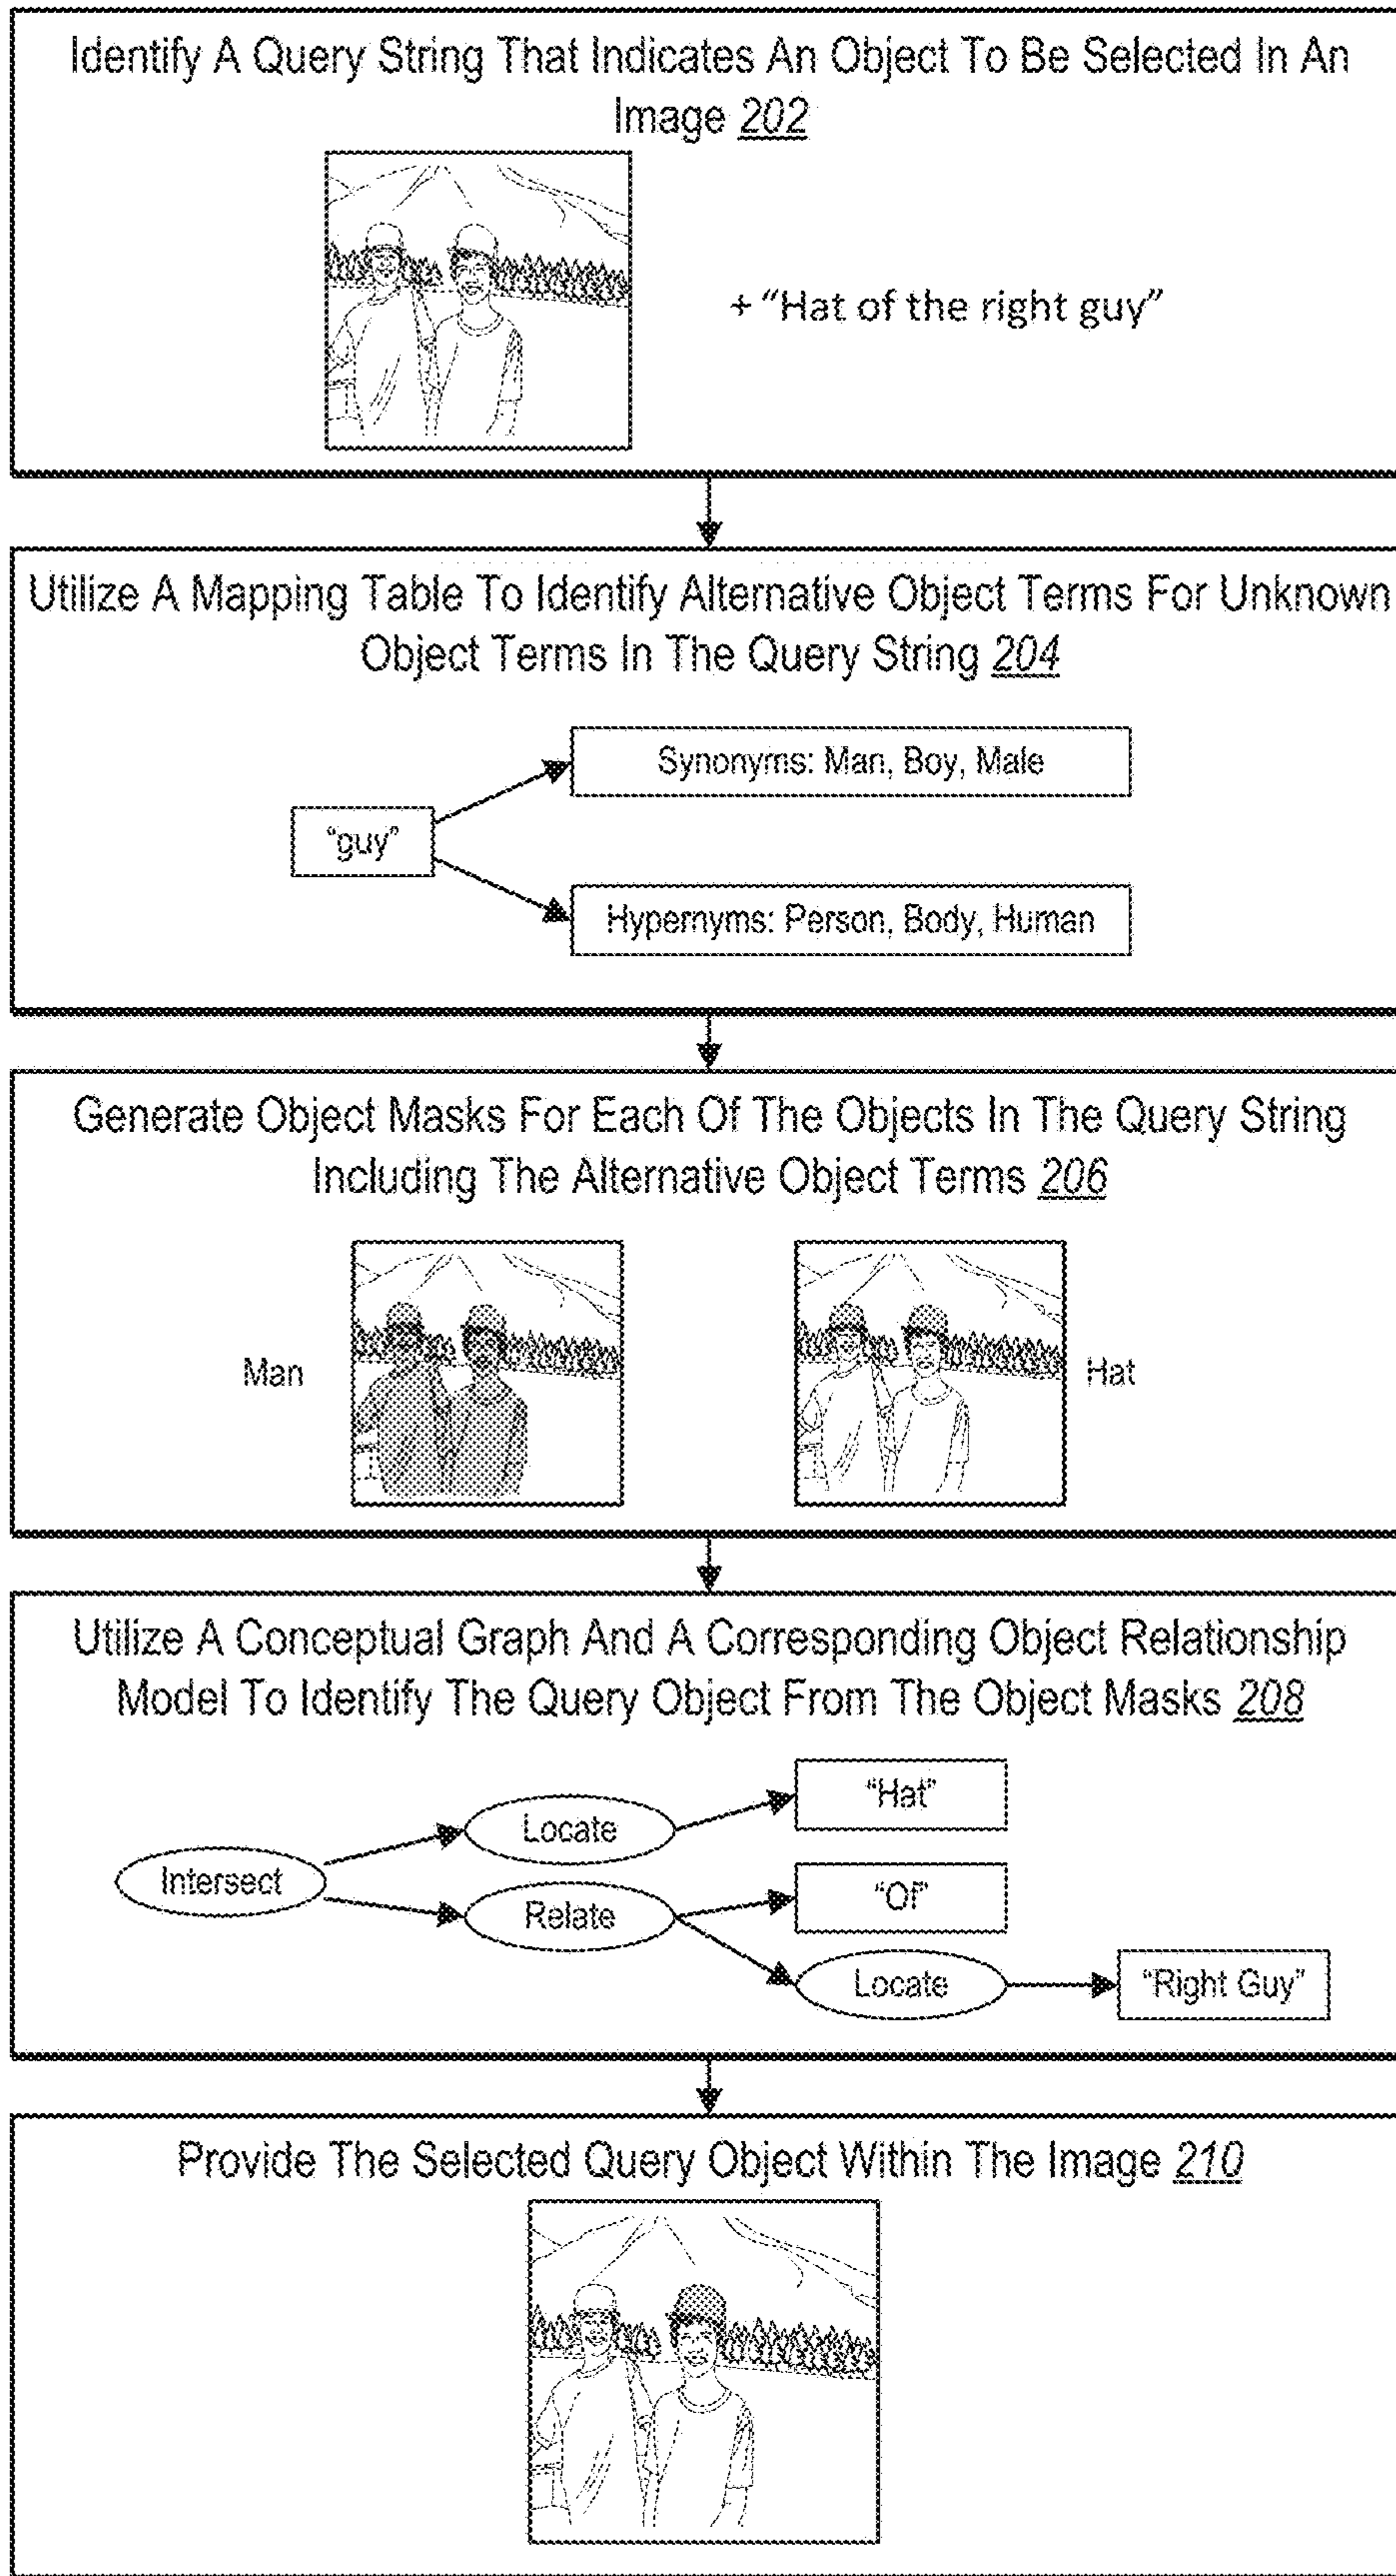 Identify A Query String That Indicates An Object To Be Selected In An
Image 202
+ “Hat of the right guy”
Utilize A Mapping Table To Identify Alternative Object Terms For Unknown
Object Terms In The Query String 204
Synonyms: Man, Boy, Male
“guy”
Hypernyms: Person, Body, Human
Generate Object Masks For Each Of The Objects In The Query String
Including The Alternative Object Terms 206
Man
Hat
Utilize A Conceptual Graph And A Corresponding Object Relationship
Model To Identify The Query Object From The Object Masks 208
“Hat”
Locate
Intersect
“Of”
Relate
Locate
“Right Guy”
Provide The Selected Query Object Within The Image 210